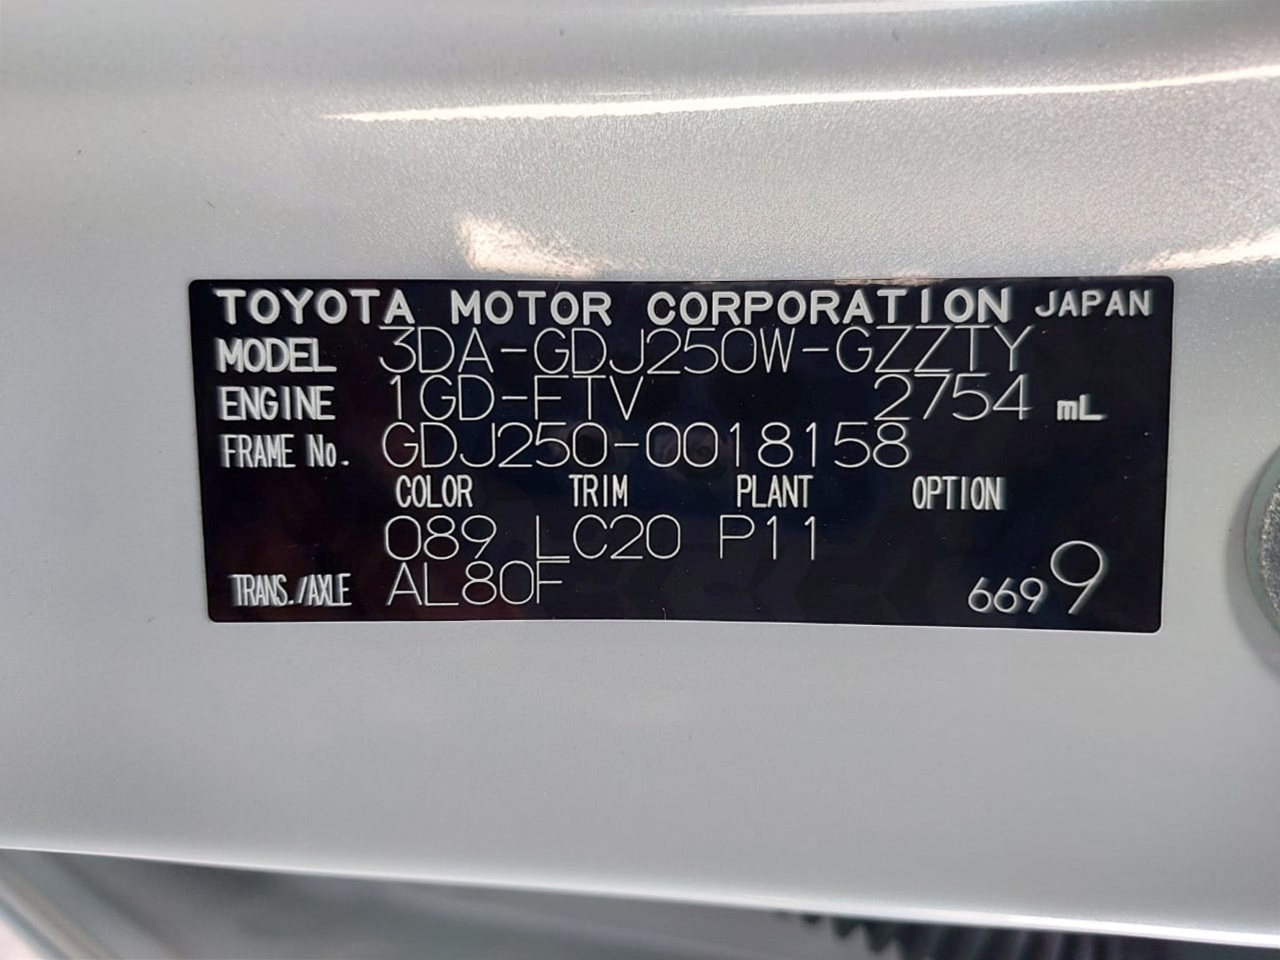 TOYOTA MOTOR CORPORATION JAPAN
MODEL 3DA-GDJ250W-GZZTY
ENGINE 1GD-FTV 2754 mL
FRAME No. GDJ250-0018158
COLOR TRIM PLANT OPTION
089 LC20 P11
TRANS./AXLE AL80F 6699